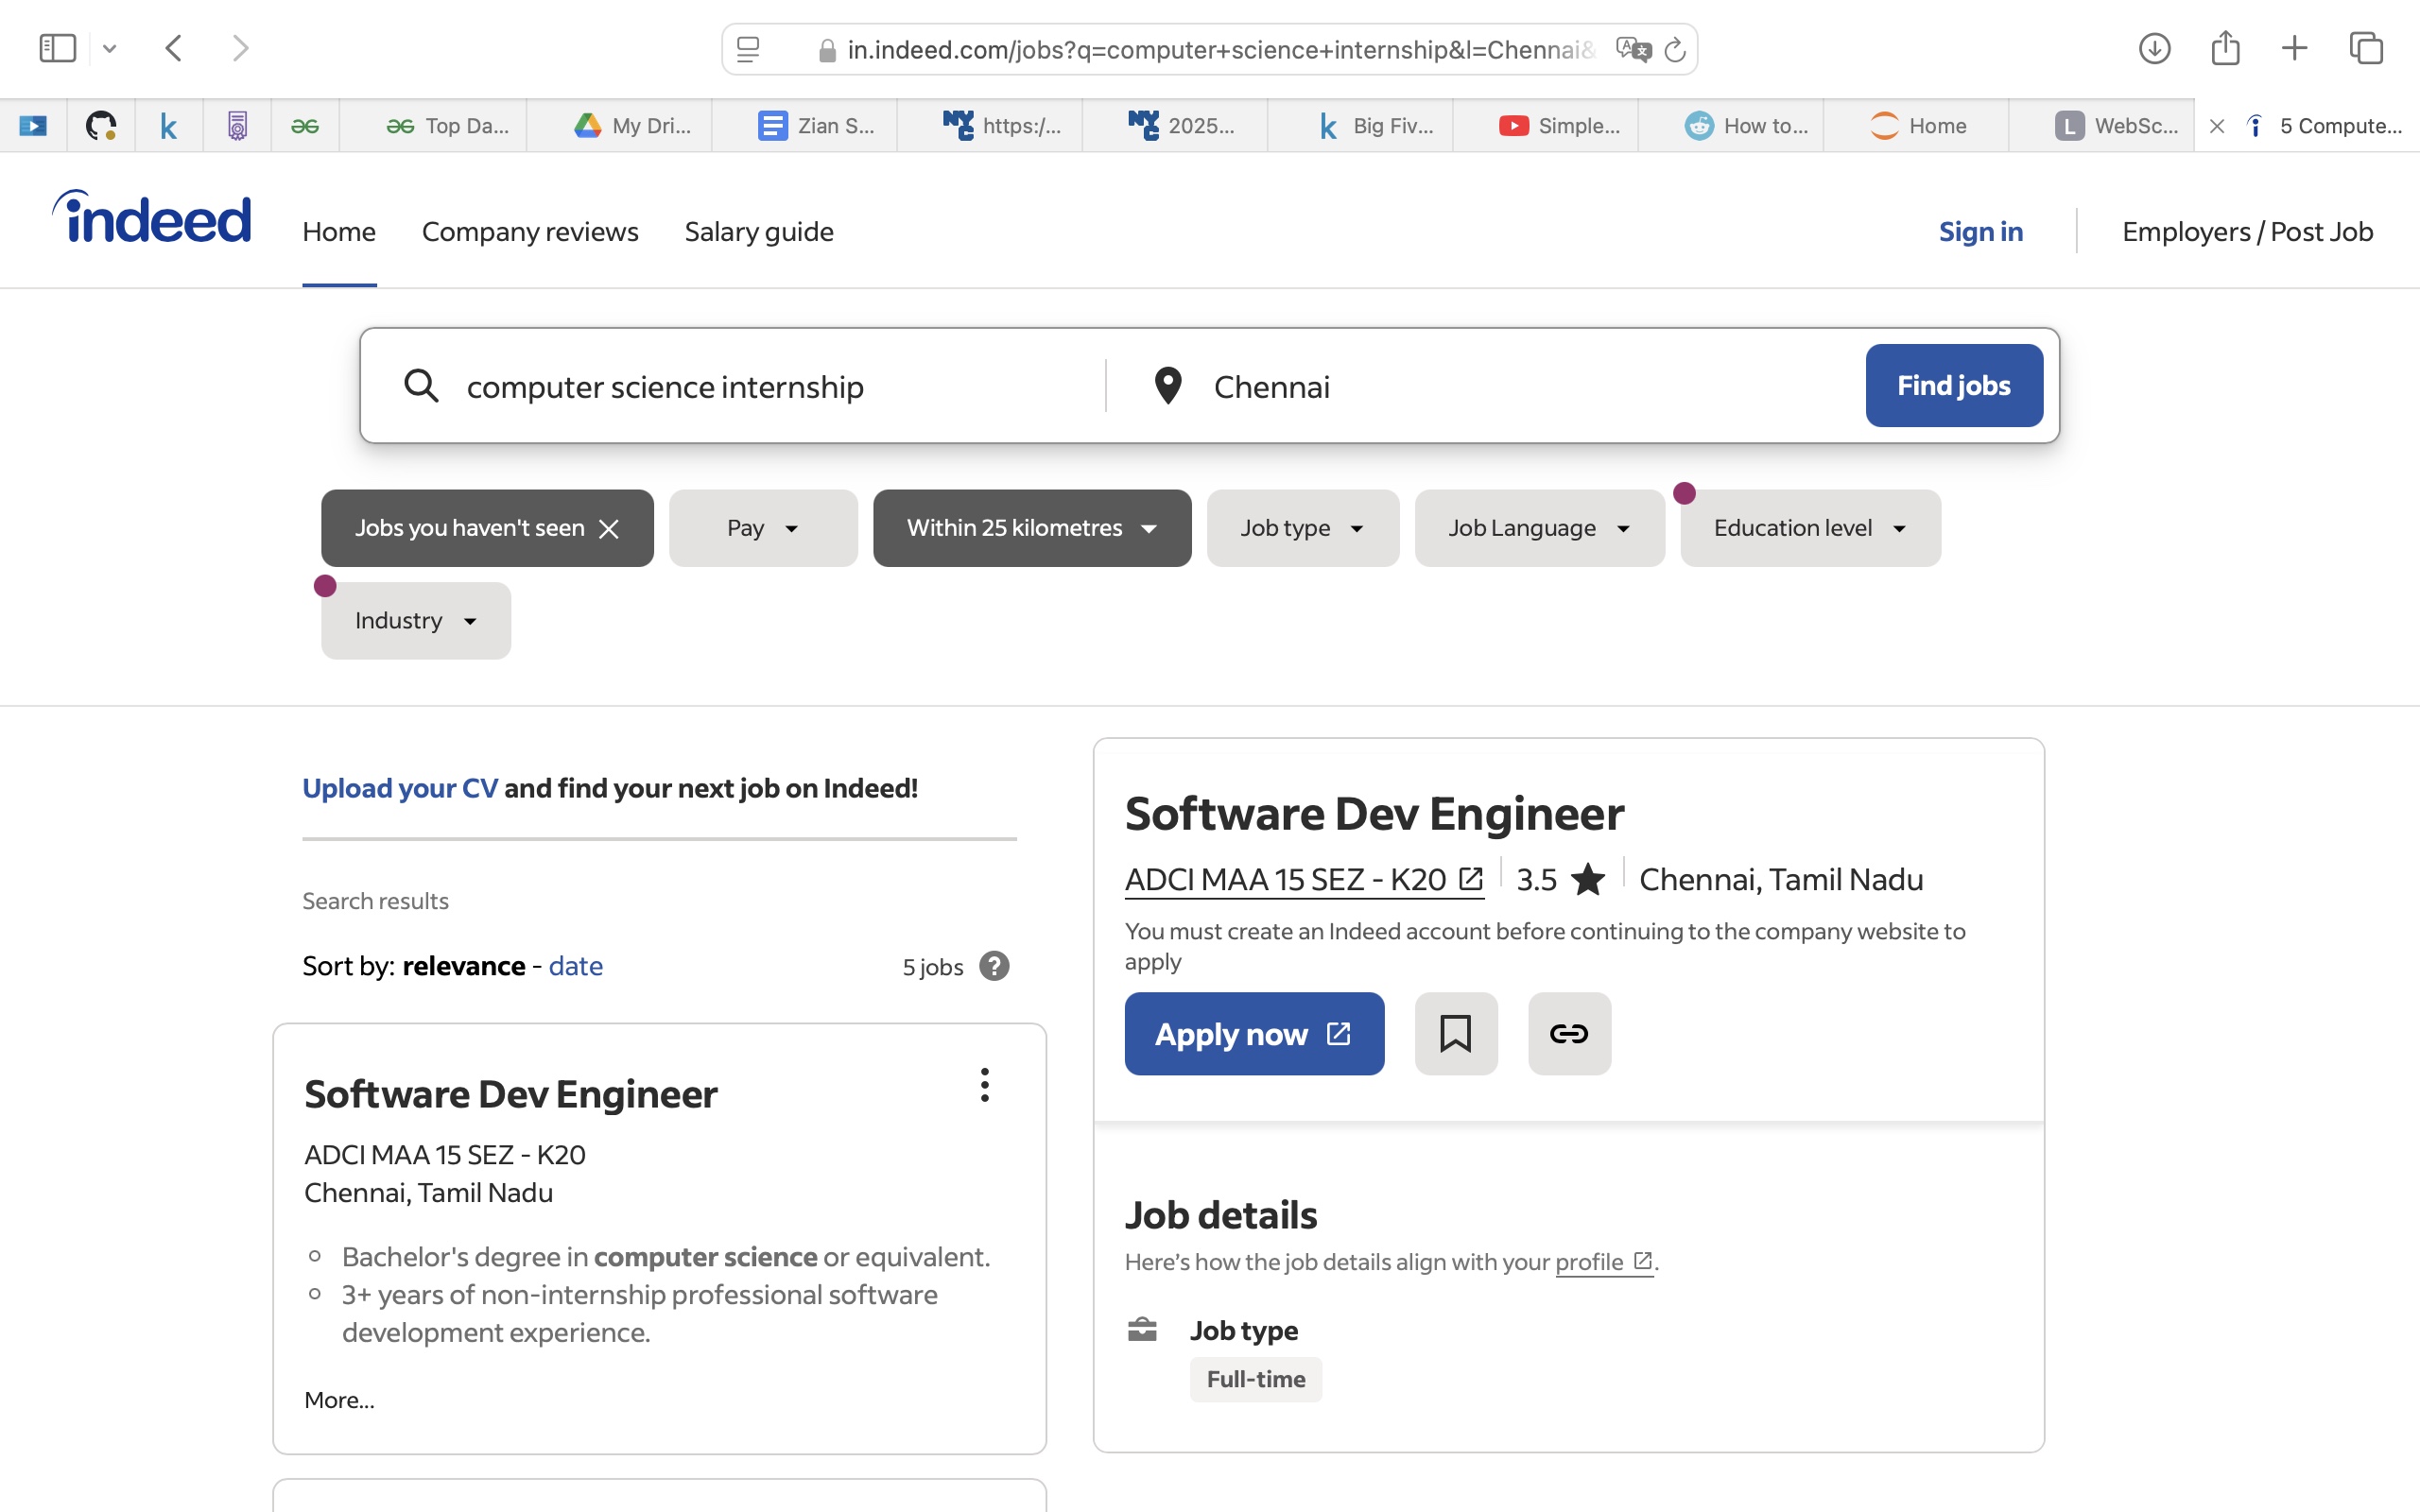 in.indeed.com/jobs?q=computer+science+internship&l=Chennai&
Top Da...
My Dri...
Zian S...
https:/...
2025...
Big Fiv...
Simple...
How to...
Home
WebSc...
5 Compute...
indeed
Home
Company reviews
Salary guide
Sign in
Employers / Post Job
computer science internship
Chennai
Find jobs
Jobs you haven't seen
Pay
Within 25 kilometres
Job type
Job Language
Education level
Industry
Upload your CV and find your next job on Indeed!
Search results
Sort by: relevance - date
5 jobs ?
Software Dev Engineer
ADCI MAA 15 SEZ - K20
Chennai, Tamil Nadu
Bachelor's degree in computer science or equivalent.
3+ years of non-internship professional software
development experience.
More...
Software Dev Engineer
ADCI MAA 15 SEZ - K20
3.5
Chennai, Tamil Nadu
You must create an Indeed account before continuing to the company website to
apply
Apply now
Job details
Here's how the job details align with your profile.
Job type
Full-time